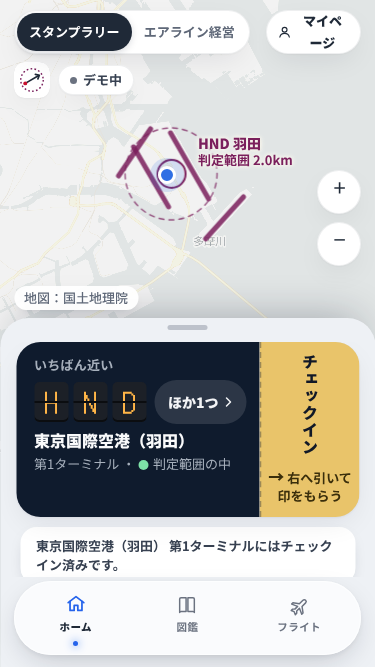 スタンプラリー
エアライン経営
マイペ
ージ
デモ中
HND 羽田
判定範囲 2.0km
+
−
多摩川
地図：国土地理院
いちばん近い
HND
ほか1つ
東京国際空港（羽田）
第1ターミナル ・ 判定範囲の中
チェックイン
→ 右へ引いて
印をもらう
東京国際空港（羽田） 第1ターミナルにはチェック
イン済みです。
ホーム
図鑑
フライト